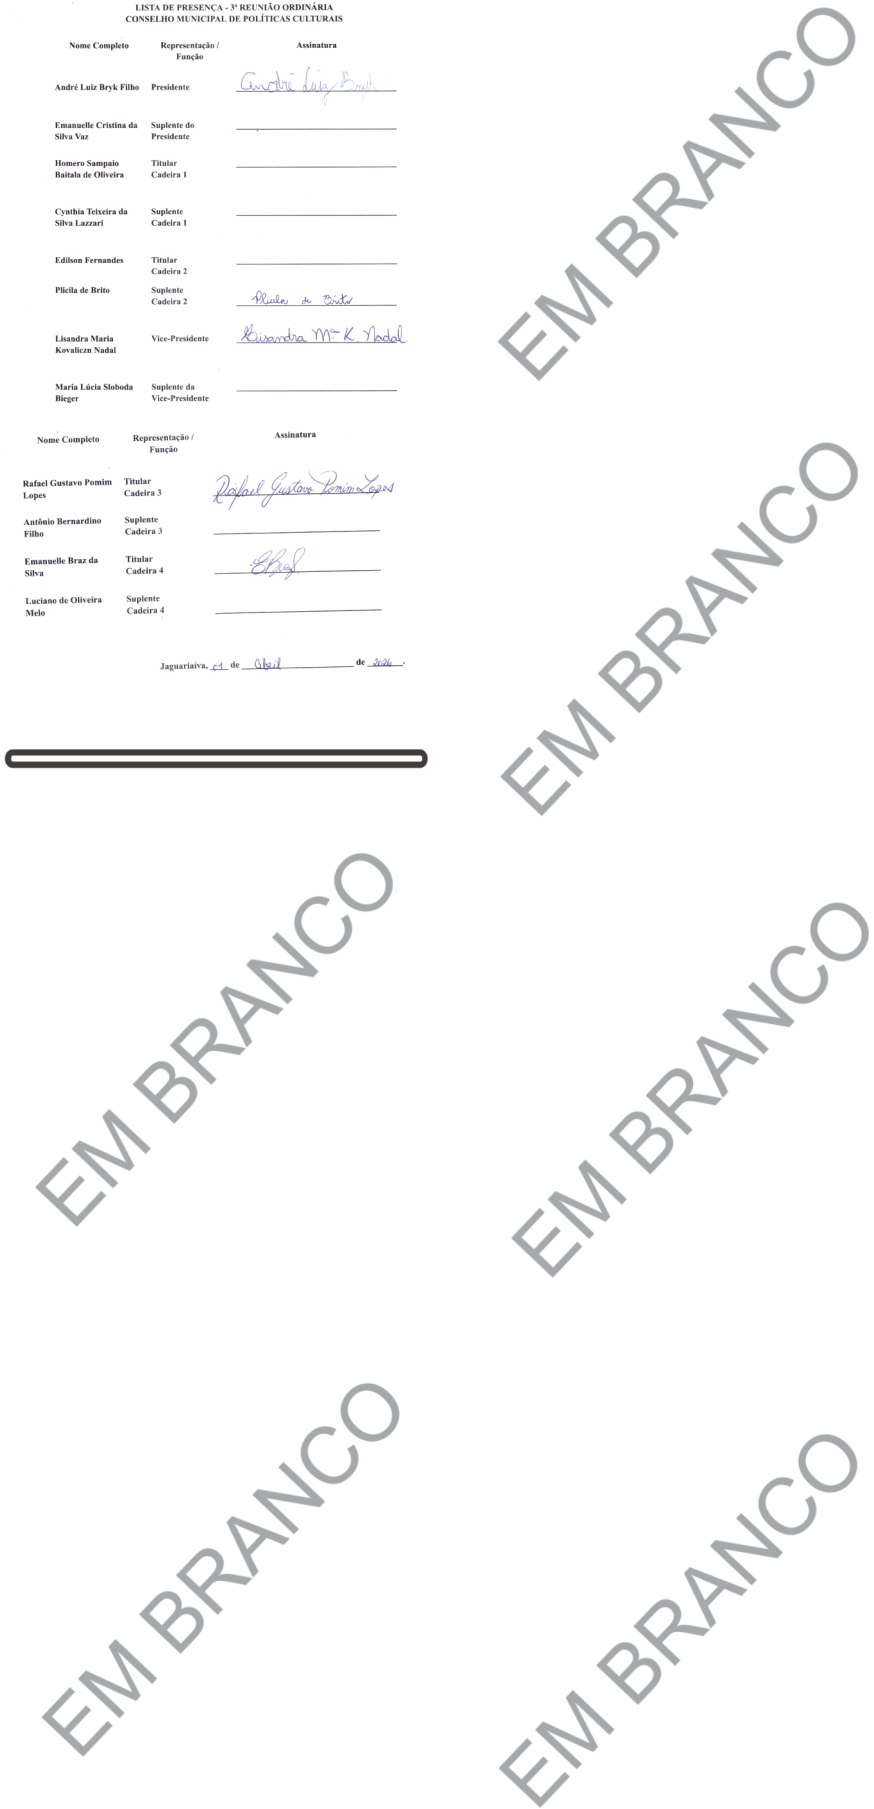 LISTA DE PRESENÇA - 3ª REUNIÃO ORDINÁRIA
CONSELHO MUNICIPAL DE POLÍTICAS CULTURAIS
Nome Completo Representação / Assinatura
Função
André Luiz Bryk Filho Presidente André Luiz Bryk
Emanuelle Cristina da Suplente do
Silva Vaz Presidente
Homero Sampaio Titular
Baitala de Oliveira Cadeira 1
Cynthia Teixeira da Suplente
Silva Lazzari Cadeira 1
Edilson Fernandes Titular
Cadeira 2
Plicila de Brito Suplente
Cadeira 2 Plicila de Brito
Lisandra Maria Vice-Presidente Lisandra Mª K Nadal
Kovaliczn Nadal
Maria Lúcia Sloboda Suplente da
Bieger Vice-Presidente
Nome Completo Representação / Assinatura
Função
Rafael Gustavo Pomim Titular Rafael Gustavo Pomim Lopes
Lopes Cadeira 3
Antônio Bernardino Suplente
Filho Cadeira 3
Emanuelle Braz da Titular EBraz
Silva Cadeira 4
Luciano de Oliveira Suplente
Melo Cadeira 4
Jaguariaíva, 01 de Abril de 2026.
EM BRANCO
EM BRANCO
EM BRANCO
EM BRANCO
EM BRANCO
EM BRANCO